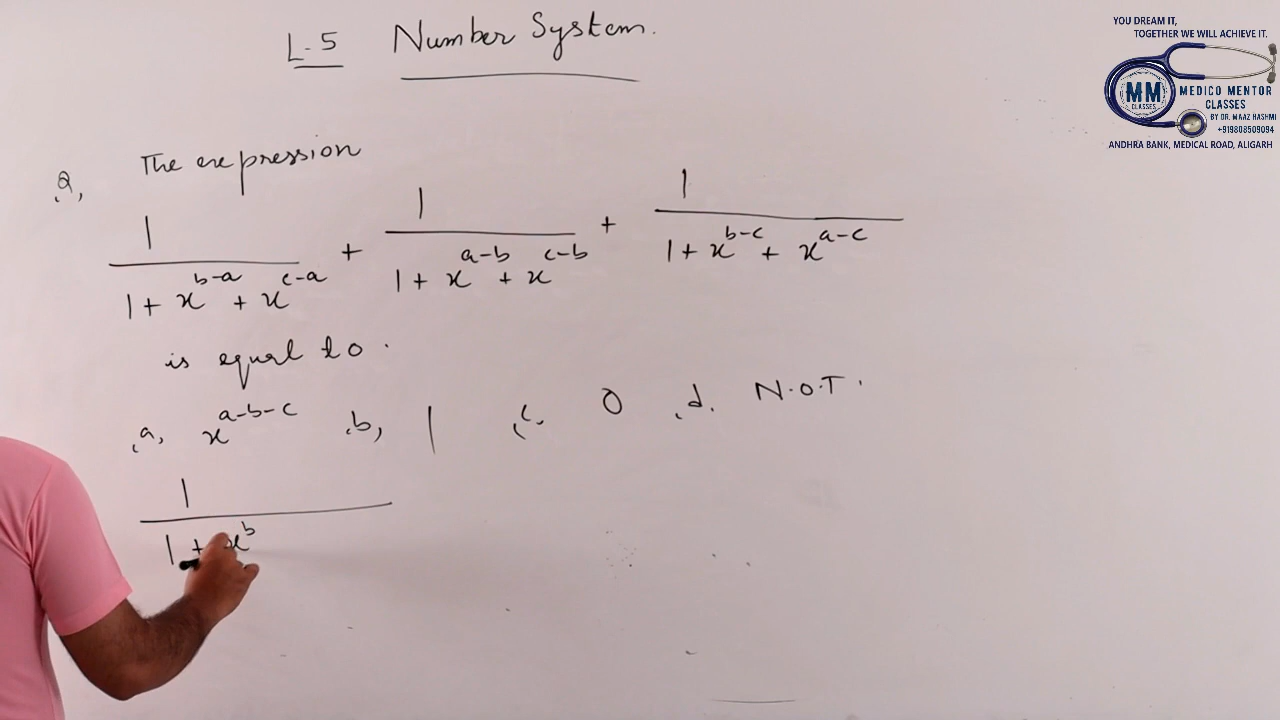 L-5 Number System.
YOU DREAM IT,
TOGETHER WE WILL ACHIEVE IT.
MM
CLASSES
MEDICO MENTOR
CLASSES
BY DR. MAAZ HASHMI
+919808509094
ANDHRA BANK, MEDICAL ROAD, ALIGARH
Q, The expression
1/(1 + x^(b-a) + x^(c-a)) + 1/(1 + x^(a-b) + x^(c-b)) + 1/(1 + x^(b-c) + x^(a-c))
is equal to.
a, x^(a-b-c) b, 1 c. 0 d. N.O.T.
1/(1 + x^b